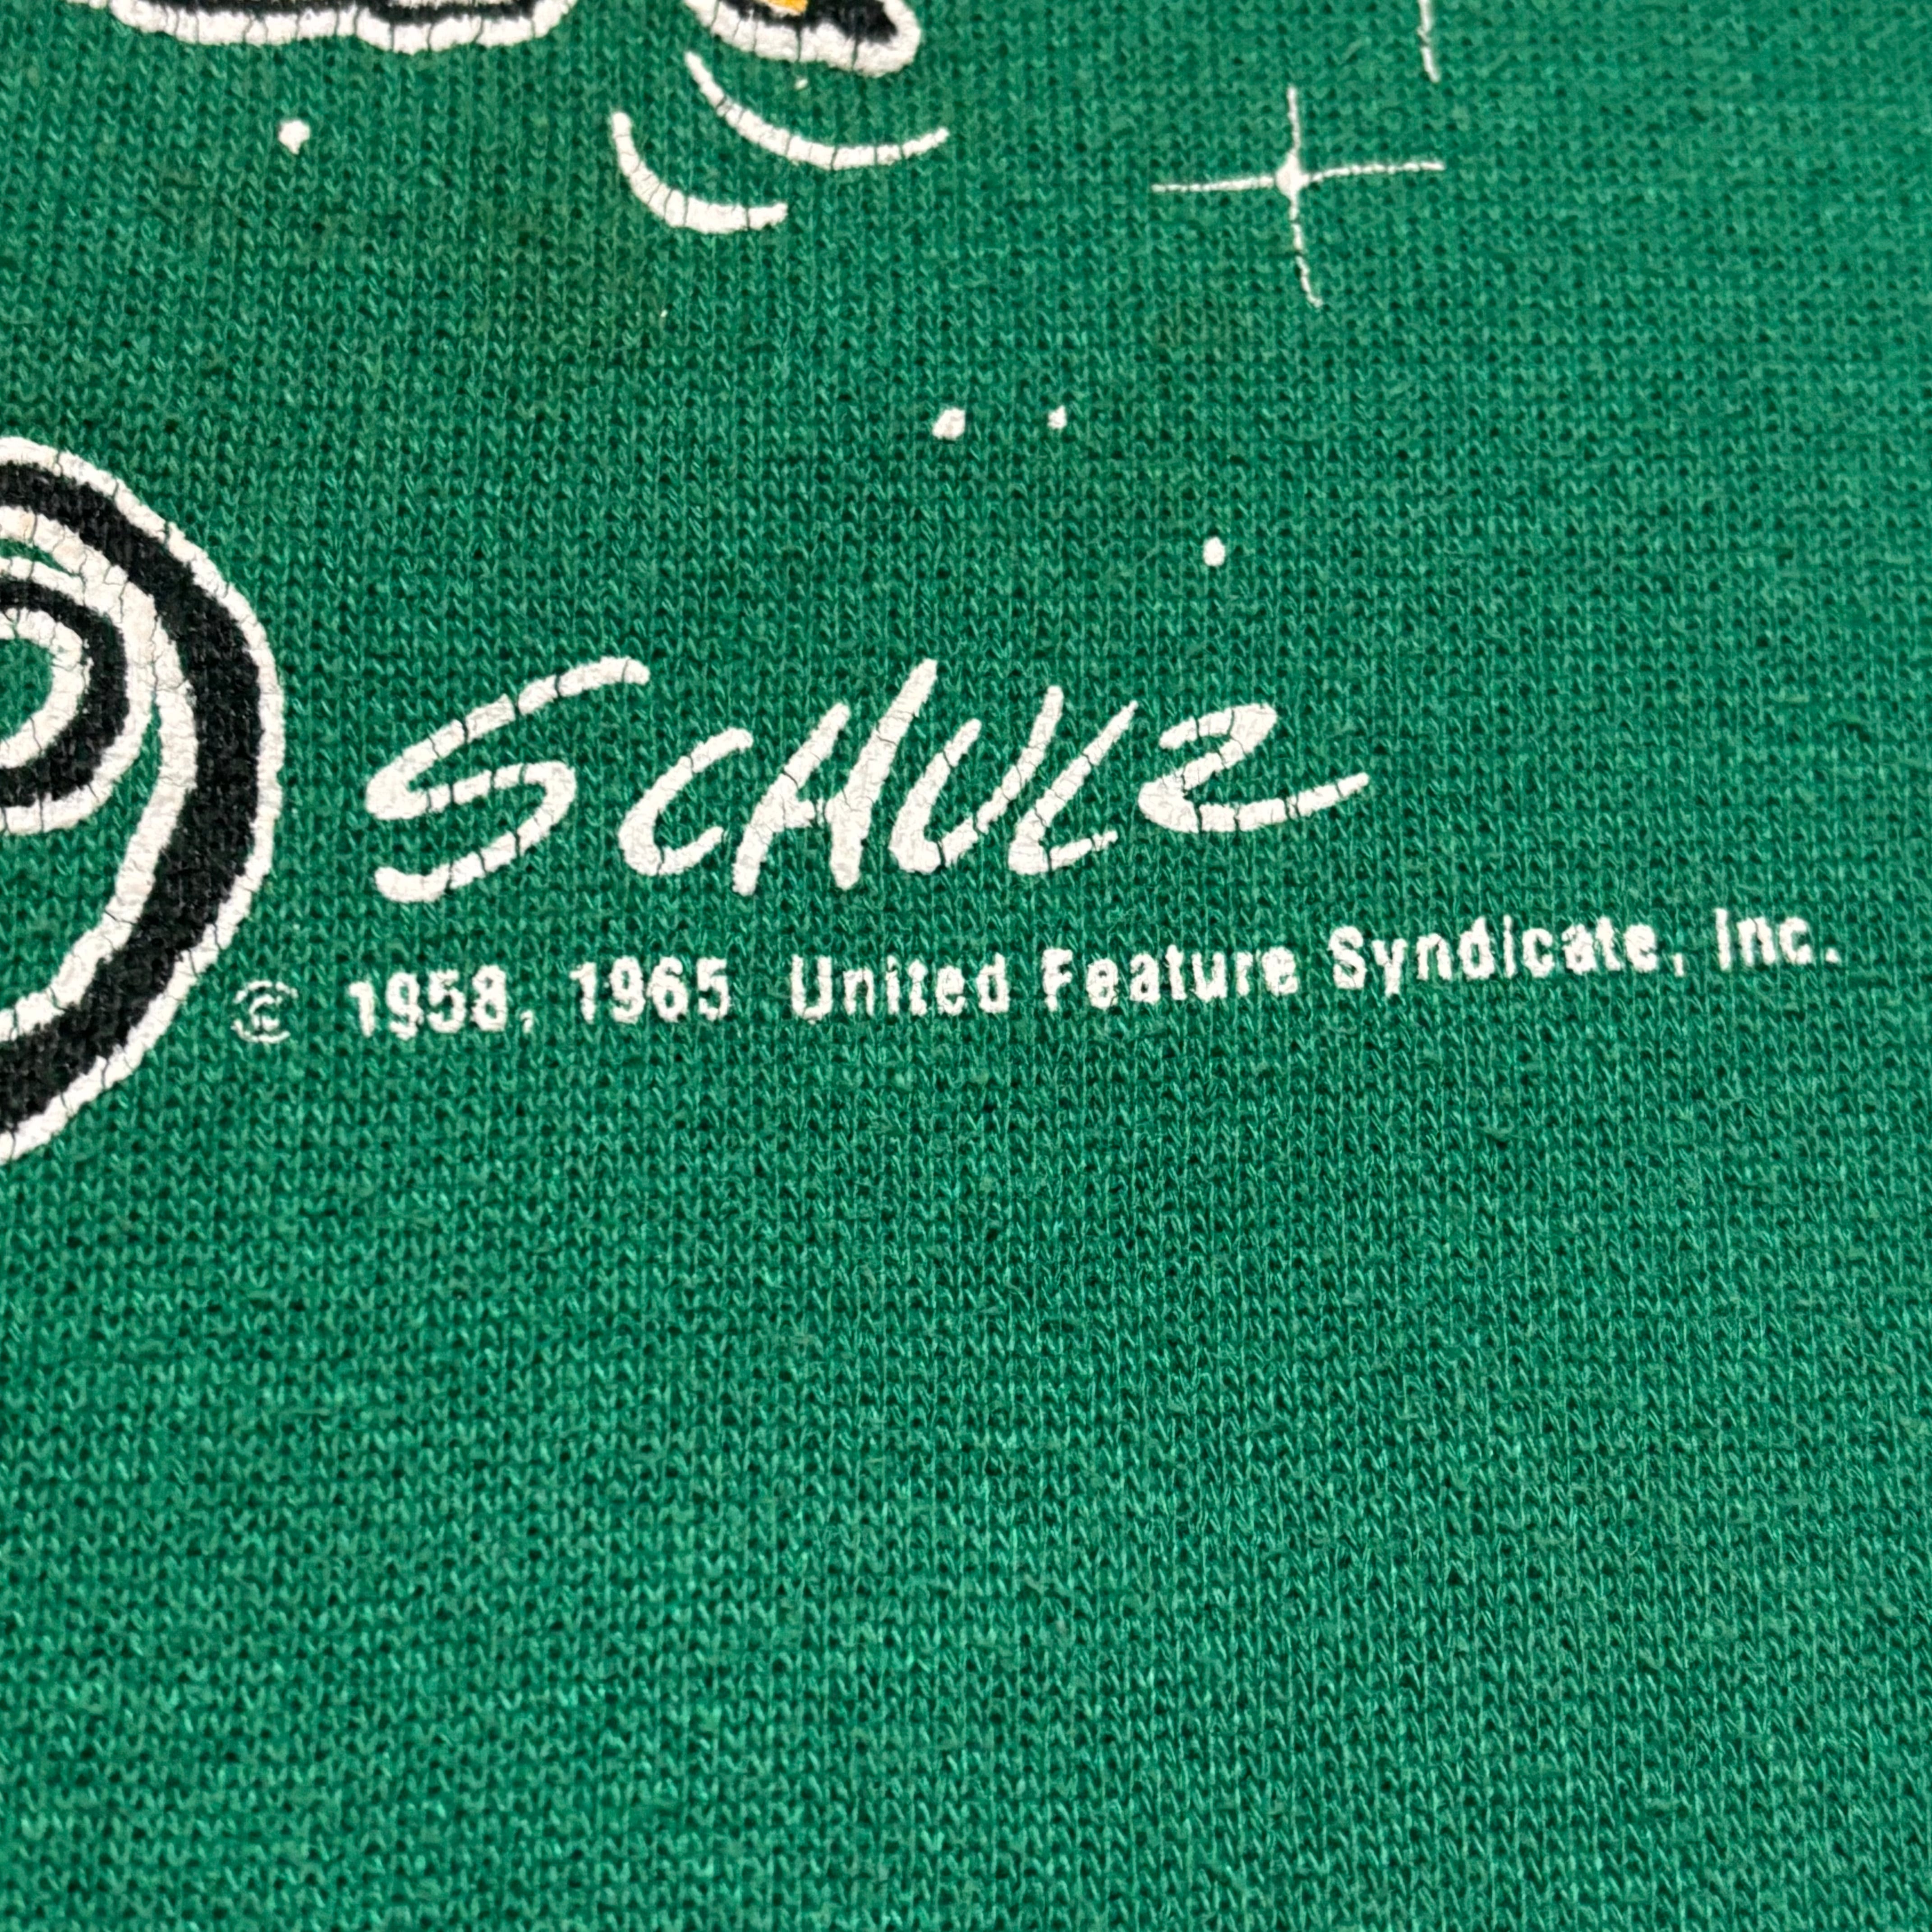 SCHULZ
© 1958, 1965 United Feature Syndicate, Inc.